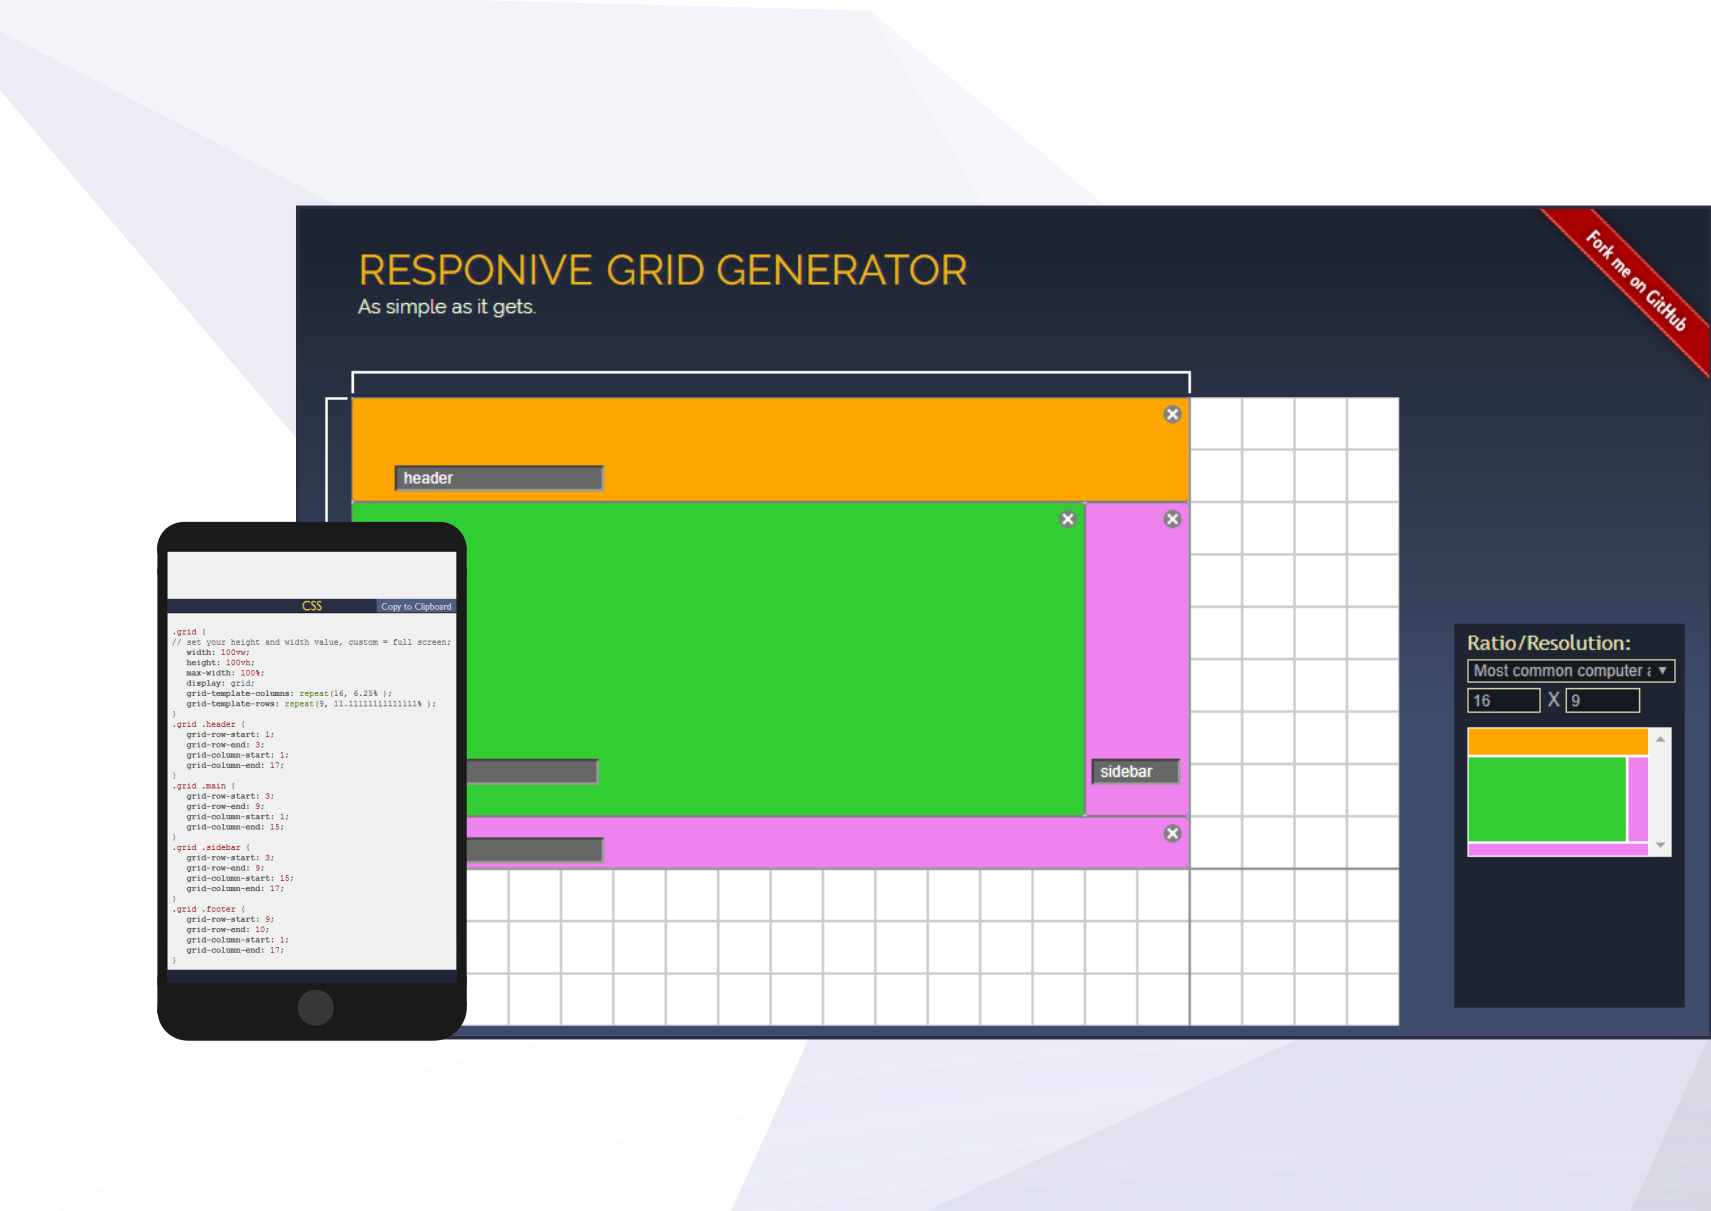 RESPONIVE GRID GENERATOR
As simple as it gets.
Fork me on GitHub
header
sidebar
Ratio/Resolution:
Most common computer a
16 X 9
CSS
Copy to Clipboard
.grid {
// set your height and width value, custom = full screen;
width: 100vw;
height: 100vh;
max-width: 100%;
display: grid;
grid-template-columns: repeat(16, 6.25% );
grid-template-rows: repeat(9, 11.11111111111111% );
}
.grid .header {
grid-row-start: 1;
grid-row-end: 3;
grid-column-start: 1;
grid-column-end: 17;
}
.grid .main {
grid-row-start: 3;
grid-row-end: 9;
grid-column-start: 1;
grid-column-end: 15;
}
.grid .sidebar {
grid-row-start: 3;
grid-row-end: 9;
grid-column-start: 15;
grid-column-end: 17;
}
.grid .footer {
grid-row-start: 9;
grid-row-end: 10;
grid-column-start: 1;
grid-column-end: 17;
}